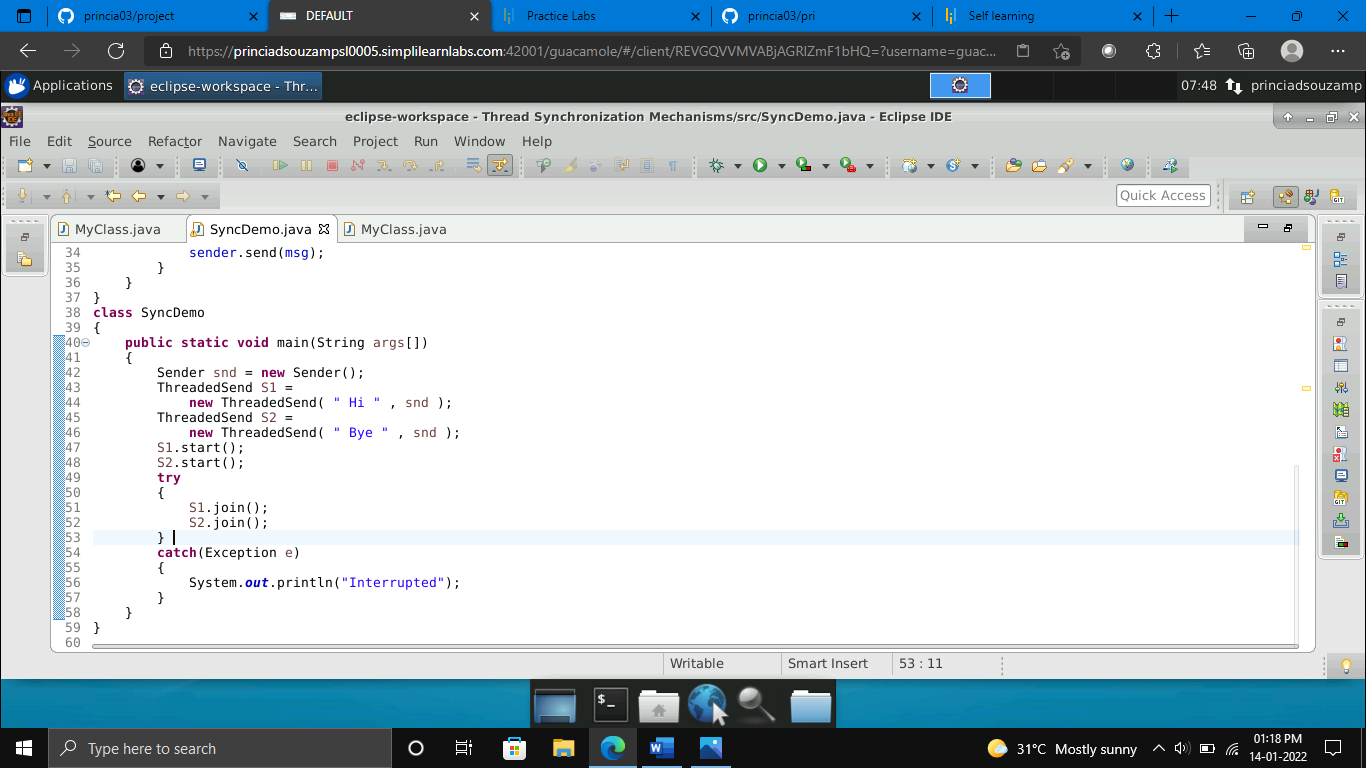 princia03/project
DEFAULT
Practice Labs
princia03/pri
Self learning
https://princiadsouzampsl0005.simplilearnlabs.com:42001/guacamole/#/client/REVGQVVMVABjAGRlZmF1bHQ=?username=guac...
Applications
eclipse-workspace - Thr...
07:48
princiadsouzamp
eclipse-workspace - Thread Synchronization Mechanisms/src/SyncDemo.java - Eclipse IDE
File Edit Source Refactor Navigate Search Project Run Window Help
Quick Access
MyClass.java
SyncDemo.java
MyClass.java
34 sender.send(msg);
35 }
36 }
37 }
38 class SyncDemo
39 {
40 public static void main(String args[])
41 {
42 Sender snd = new Sender();
43 ThreadedSend S1 =
44 new ThreadedSend( " Hi " , snd );
45 ThreadedSend S2 =
46 new ThreadedSend( " Bye " , snd );
47 S1.start();
48 S2.start();
49 try
50 {
51 S1.join();
52 S2.join();
53 }
54 catch(Exception e)
55 {
56 System.out.println("Interrupted");
57 }
58 }
59 }
60
Writable
Smart Insert
53 : 11
Type here to search
31°C Mostly sunny
01:18 PM
14-01-2022